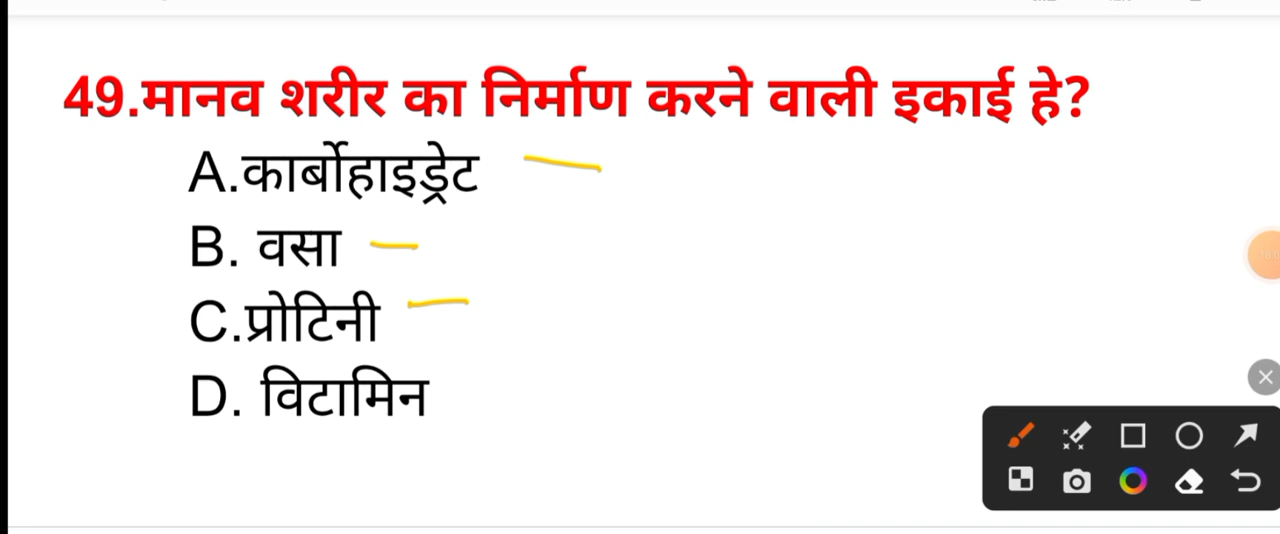 49.मानव शरीर का निर्माण करने वाली इकाई हे?
A.कार्बोहाइड्रेट
B. वसा
C.प्रोटिनी
D. विटामिन